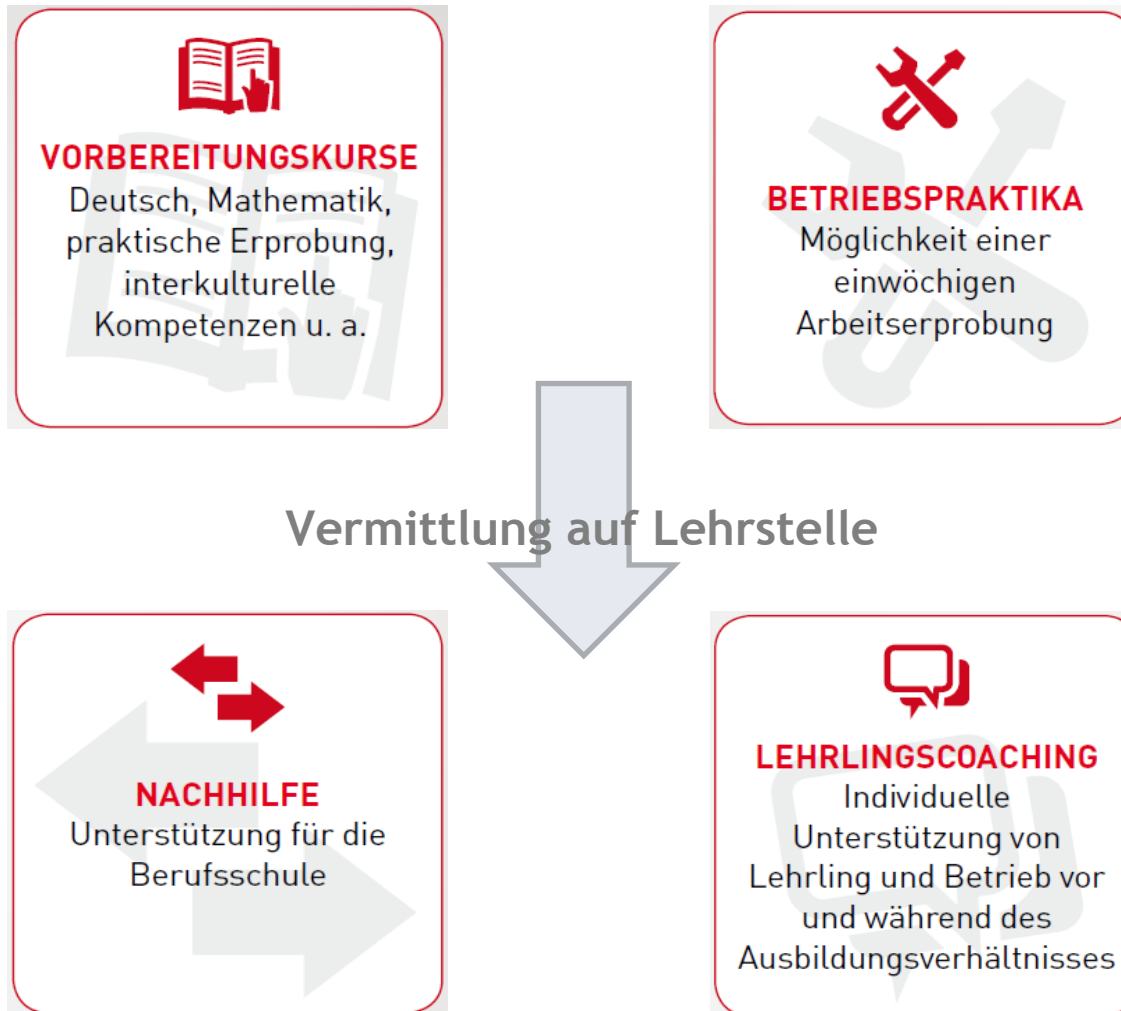 VORBEREITUNGSKURSE
Deutsch, Mathematik,
praktische Erprobung,
interkulturelle
Kompetenzen u. a.
BETRIEBSPRAKTIKA
Möglichkeit einer
einwöchigen
Arbeitserprobung
Vermittlung auf Lehrstelle
NACHHILFE
Unterstützung für die
Berufsschule
LEHRLINGSCOACHING
Individuelle
Unterstützung von
Lehrling und Betrieb vor
und während des
Ausbildungsverhältnisses